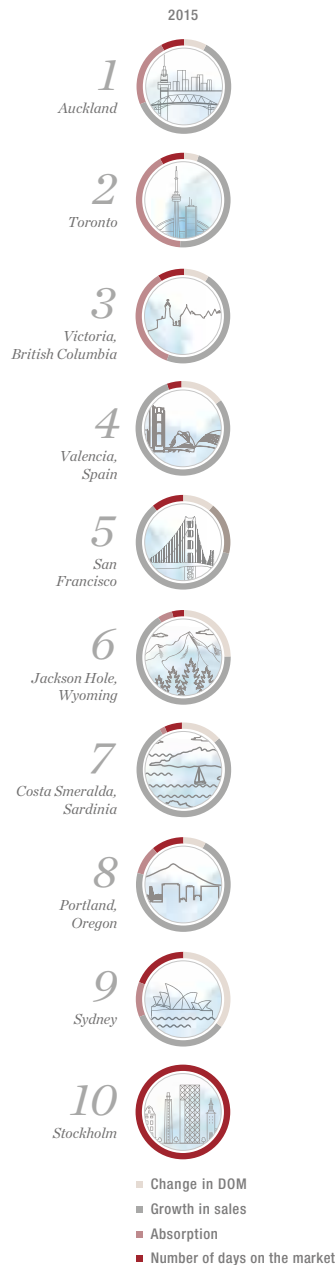 2015
1
Auckland
2
Toronto
3
Victoria,
British Columbia
4
Valencia,
Spain
5
San
Francisco
6
Jackson Hole,
Wyoming
7
Costa Smeralda,
Sardinia
8
Portland,
Oregon
9
Sydney
10
Stockholm
Change in DOM
Growth in sales
Absorption
Number of days on the market